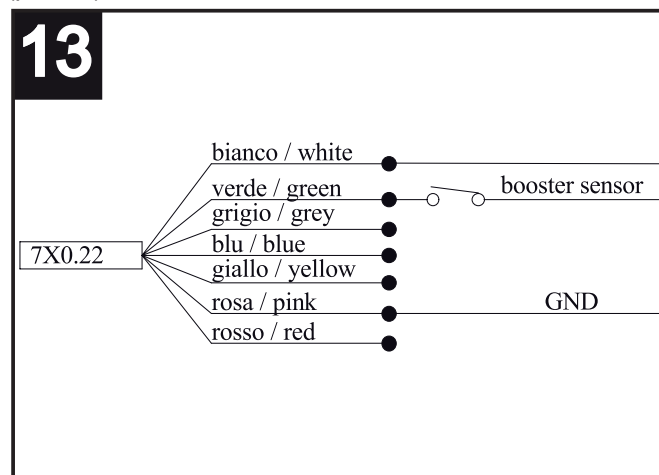 13
bianco / white
verde / green
booster sensor
grigio / grey
7X0.22
blu / blue
giallo / yellow
rosa / pink
GND
rosso / red